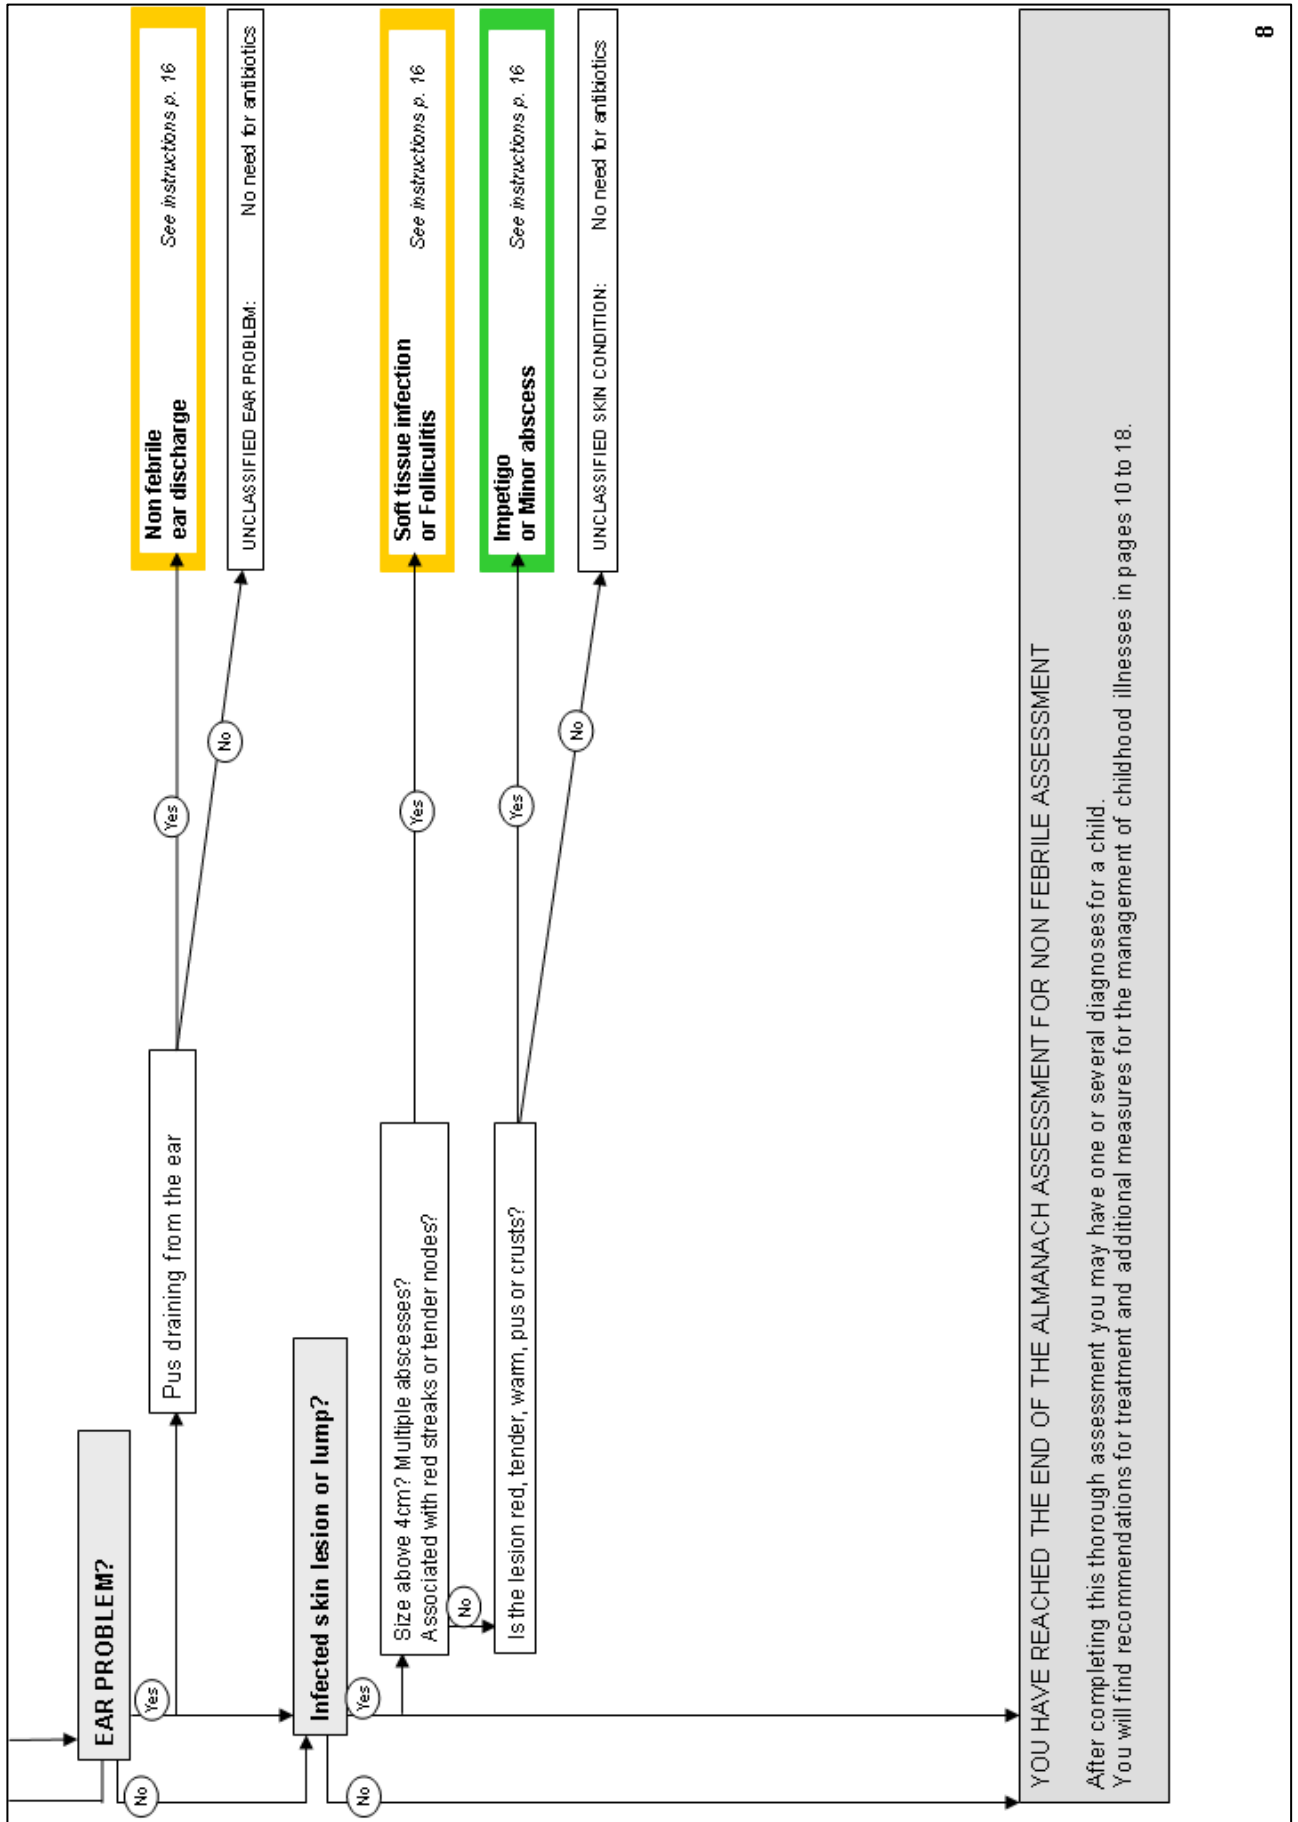 EAR PROBLEM?
Yes
No
Pus draining from the ear
Yes
No
Non febrile
ear discharge
See instructions p. 16
UNCLASSIFIED EAR PROBLEM:
No need for antibiotics
Infected skin lesion or lump?
Yes
No
Size above 4cm? Multiple abscesses?
Associated with red streaks or tender nodes?
Yes
No
Soft tissue infection
or Folliculitis
See instructions p. 16
Is the lesion red, tender, warm, pus or crusts?
Yes
No
Impetigo
or Minor abscess
See instructions p. 16
UNCLASSIFIED SKIN CONDITION:
No need for antibiotics
YOU HAVE REACHED THE END OF THE ALMANACH ASSESSMENT FOR NON FEBRILE ASSESSMENT
After completing this thorough assessment you may have one or several diagnoses for a child.
You will find recommendations for treatment and additional measures for the management of childhood illnesses in pages 10 to 18.
8